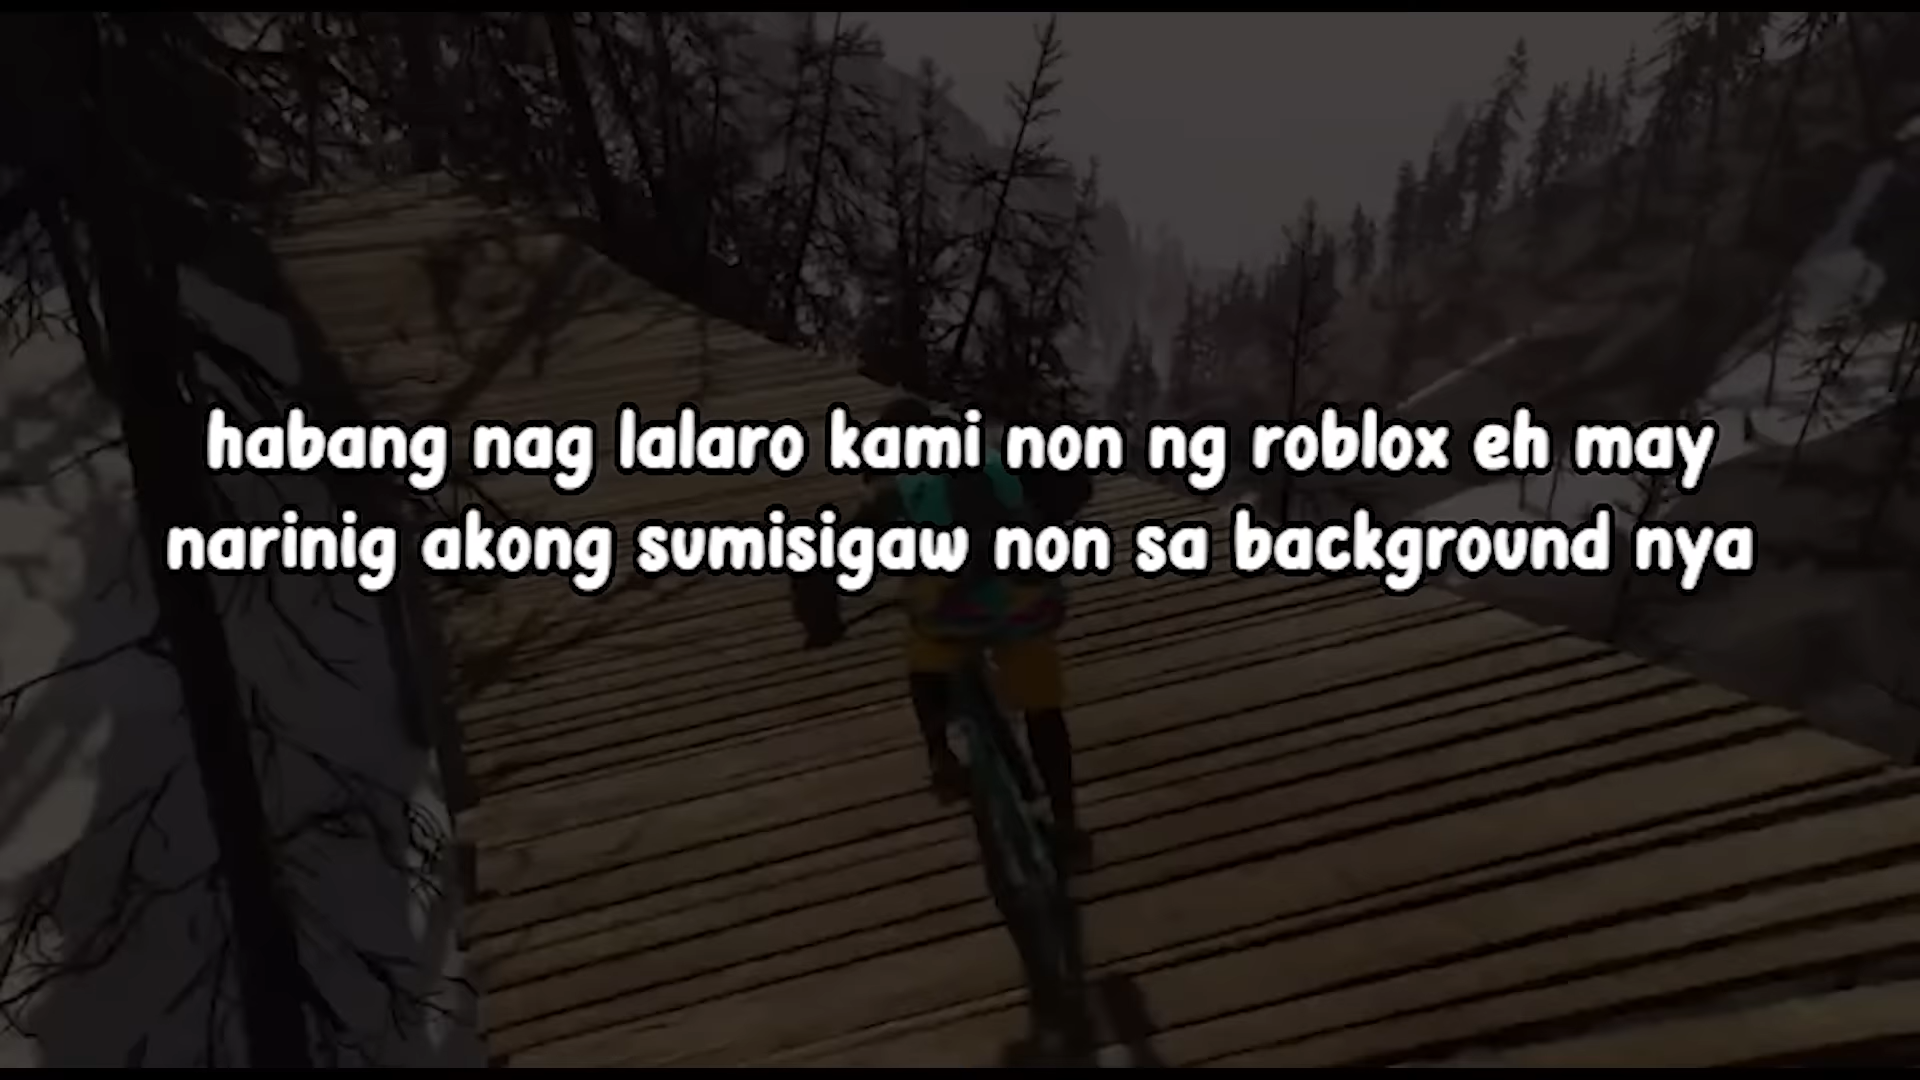 habang nag lalaro kami non ng roblox eh may
narinig akong sumisigaw non sa background nya